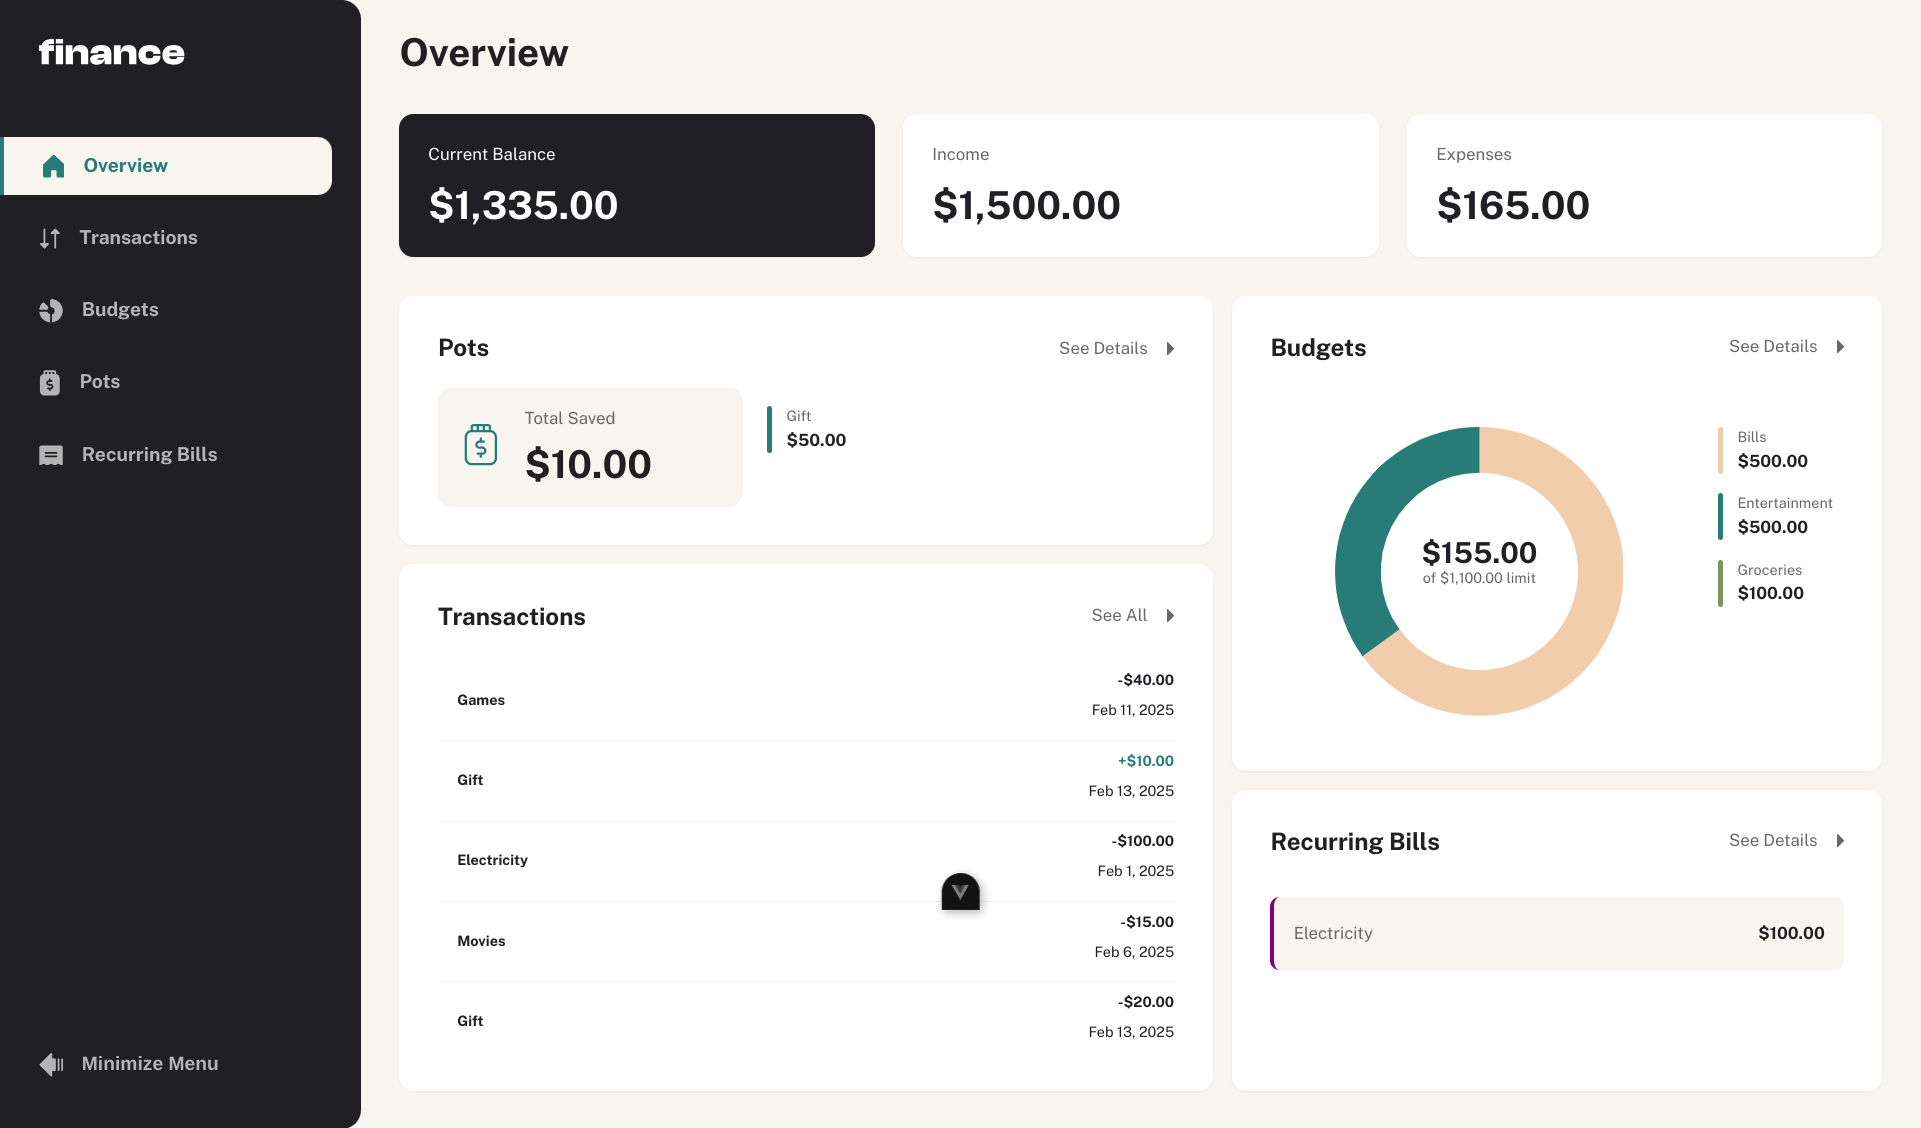 finance
Overview
Transactions
Budgets
Pots
Recurring Bills
Minimize Menu
Overview
Current Balance
$1,335.00
Income
$1,500.00
Expenses
$165.00
Pots
See Details
Total Saved
$10.00
Gift
$50.00
Transactions
See All
Games
-$40.00
Feb 11, 2025
Gift
+$10.00
Feb 13, 2025
Electricity
-$100.00
Feb 1, 2025
Movies
-$15.00
Feb 6, 2025
Gift
-$20.00
Feb 13, 2025
Budgets
See Details
$155.00
of $1,100.00 limit
Bills
$500.00
Entertainment
$500.00
Groceries
$100.00
Recurring Bills
See Details
Electricity
$100.00